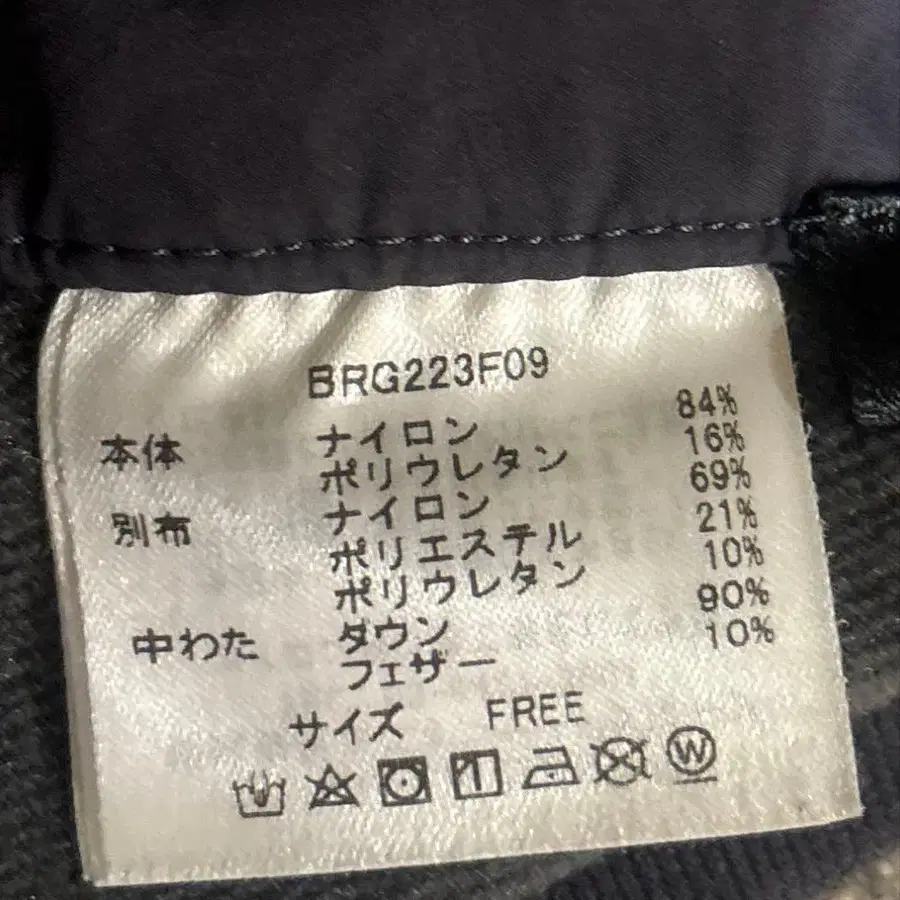 BRG223F09
本体 ナイロン 84%
ポリウレタン 16%
別布 ナイロン 69%
ポリエステル 21%
ポリウレタン 10%
中わた ダウン 90%
フェザー 10%
サイズ FREE
W